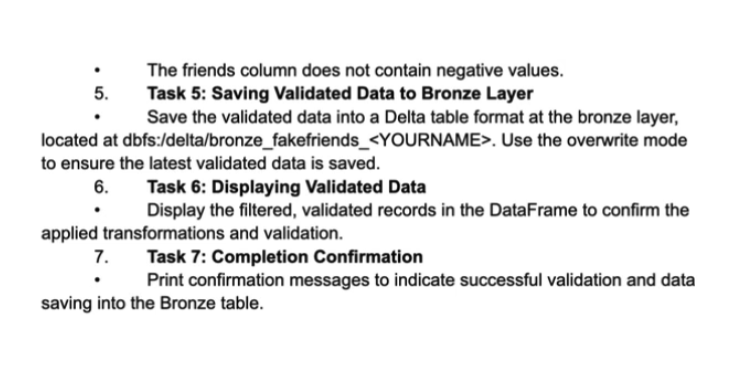 • The friends column does not contain negative values.
5. Task 5: Saving Validated Data to Bronze Layer
• Save the validated data into a Delta table format at the bronze layer,
located at dbfs:/delta/bronze_fakefriends_<YOURNAME>. Use the overwrite mode
to ensure the latest validated data is saved.
6. Task 6: Displaying Validated Data
• Display the filtered, validated records in the DataFrame to confirm the
applied transformations and validation.
7. Task 7: Completion Confirmation
• Print confirmation messages to indicate successful validation and data
saving into the Bronze table.